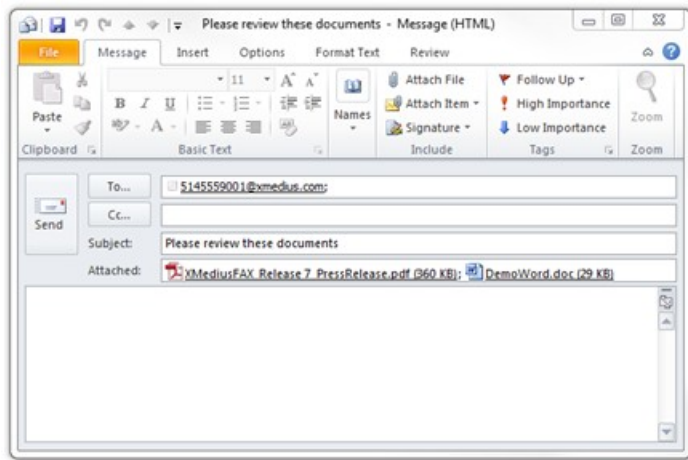 Please review these documents - Message (HTML)
File Message Insert Options Format Text Review
Paste
Clipboard
11 A A
B I U
ab A
Basic Text
Names
Attach File
Attach Item
Signature
Include
Follow Up
High Importance
Low Importance
Tags
Zoom
Zoom
Send
To... 5145559001@xmedius.com;
Cc...
Subject: Please review these documents
Attached: XMediusFAX Release 7 PressRelease.pdf (360 KB); DemoWord.doc (29 KB)